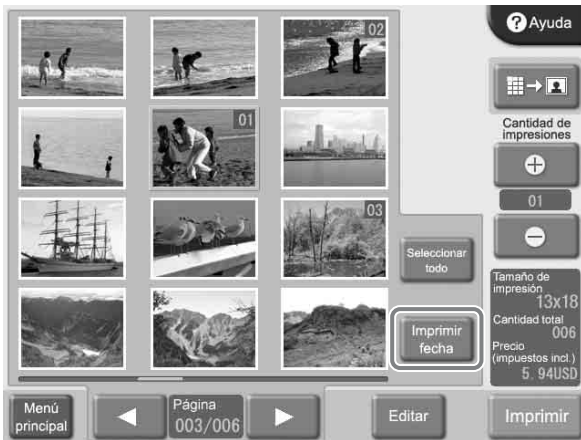 02
01
03
? Ayuda
Cantidad de
impresiones
01
Seleccionar
todo
Imprimir
fecha
Tamaño de
impresión
13x18
Cantidad total
006
Precio
(impuestos incl.)
5.94USD
Menú
principal
Página
003/006
Editar
Imprimir